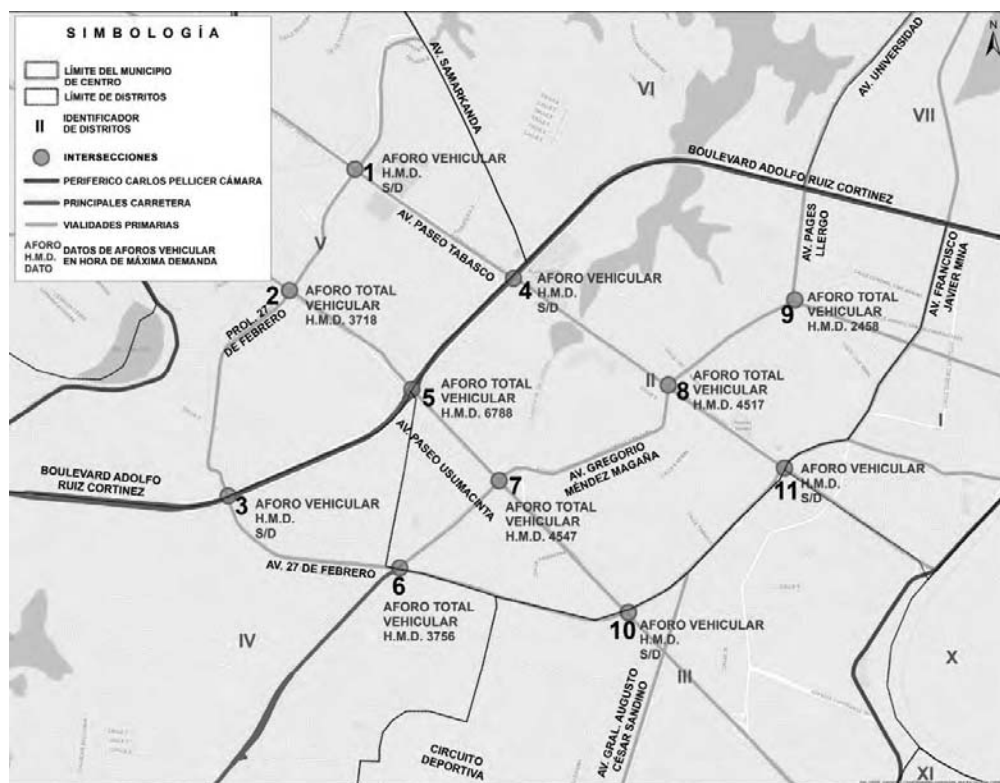 SIMBOLOGÍA
LÍMITE DEL MUNICIPIO
DE CENTRO
LÍMITE DE DISTRITOS
II
IDENTIFICADOR
DE DISTRITOS
INTERSECCIONES
PERIFERICO CARLOS PELLICER CÁMARA
PRINCIPALES CARRETERA
VIALIDADES PRIMARIAS
AFORO
H.M.D.
DATO
DATOS DE AFOROS VEHICULAR
EN HORA DE MÁXIMA DEMANDA
N
AV. SAMARKANDA
VI
AV. UNIVERSIDAD
VII
BOULEVARD ADOLFO RUIZ CORTINEZ
1
AFORO VEHICULAR
H.M.D.
S/D
AV. PASEO TABASCO
V
AV. PAGES
LLERGO
AV. FRANCISCO
JAVIER MINA
2
AFORO TOTAL
VEHICULAR
H.M.D. 3718
PROL. 27
DE FEBRERO
4
AFORO VEHICULAR
H.M.D.
S/D
9
AFORO TOTAL
VEHICULAR
H.M.D. 2458
5
AFORO TOTAL
VEHICULAR
H.M.D. 6788
II
8
AFORO TOTAL
VEHICULAR
H.M.D. 4517
I
AV. PASEO USUMACINTA
AV. GREGORIO
MÉNDEZ MAGAÑA
BOULEVARD ADOLFO
RUIZ CORTINEZ
3
AFORO VEHICULAR
H.M.D.
S/D
7
AFORO TOTAL
VEHICULAR
H.M.D. 4547
11
AFORO VEHICULAR
H.M.D.
S/D
AV. 27 DE FEBRERO
6
AFORO TOTAL
VEHICULAR
H.M.D. 3756
10
AFORO VEHICULAR
H.M.D.
S/D
IV
III
X
AV. GRAL. AUGUSTO
CÉSAR SANDINO
CIRCUITO
DEPORTIVA
XI